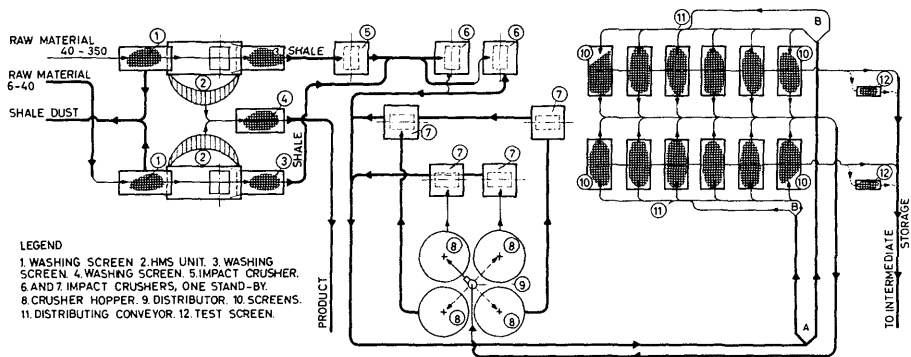 RAW MATERIAL
40-350
RAW MATERIAL
6-40
SHALE DUST
1
2
3
SHALE
4
1
2
3
SHALE
5
6
6
7
7
7
7
8
8
8
8
9
PRODUCT
10
10
10
10
11
11
12
12
B
B
A
TO INTERMEDIATE
STORAGE
LEGEND
1. WASHING SCREEN 2. HMS UNIT. 3. WASHING
SCREEN. 4. WASHING SCREEN. 5. IMPACT CRUSHER.
6. AND 7. IMPACT CRUSHERS, ONE STAND-BY.
8. CRUSHER HOPPER. 9. DISTRIBUTOR. 10. SCREENS.
11. DISTRIBUTING CONVEYOR. 12. TEST SCREEN.